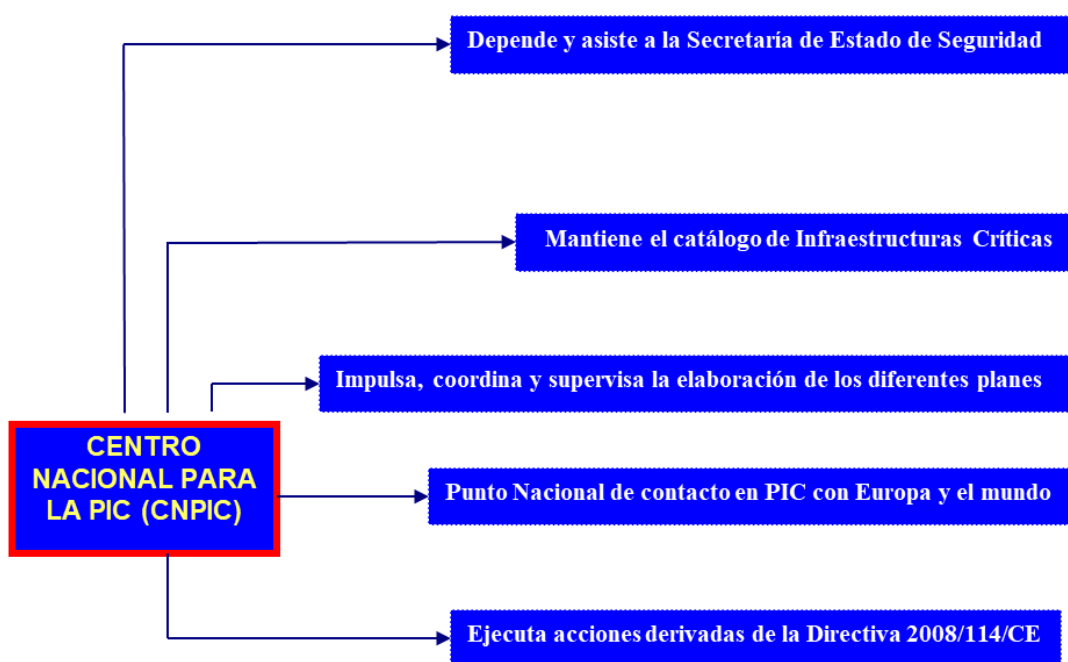 Depende y asiste a la Secretaría de Estado de Seguridad
Mantiene el catálogo de Infraestructuras Críticas
Impulsa, coordina y supervisa la elaboración de los diferentes planes
CENTRO
NACIONAL PARA
LA PIC (CNPIC)
Punto Nacional de contacto en PIC con Europa y el mundo
Ejecuta acciones derivadas de la Directiva 2008/114/CE